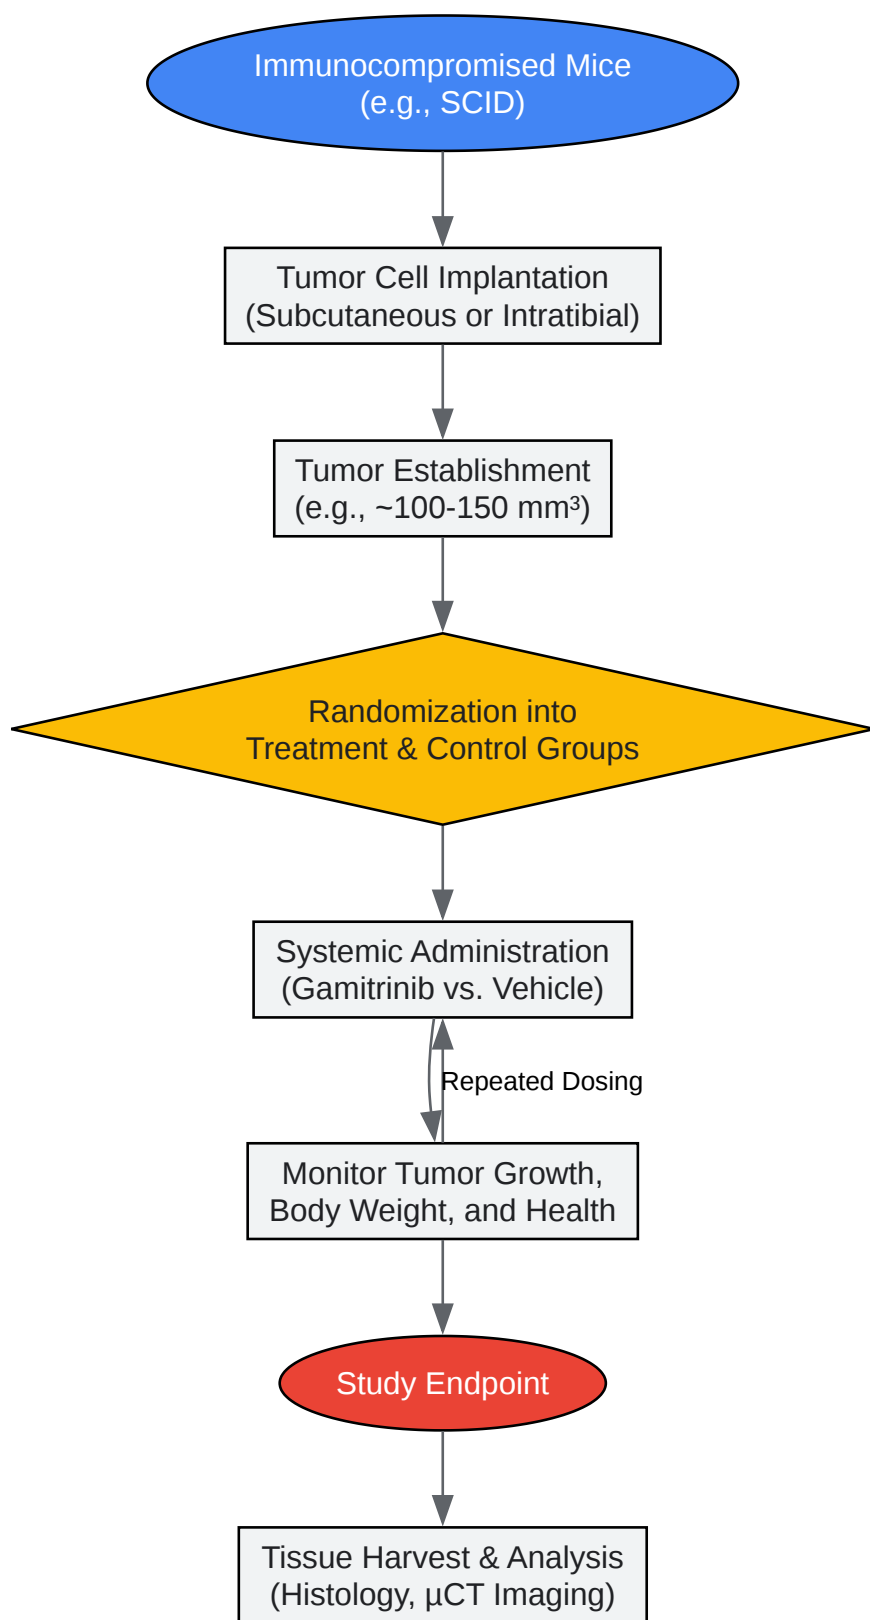 Immunocompromised Mice
(e.g., SCID)
Tumor Cell Implantation
(Subcutaneous or Intratibial)
Tumor Establishment
(e.g., ~100-150 mm³)
Randomization into
Treatment & Control Groups
Systemic Administration
(Gamitrinib vs. Vehicle)
Repeated Dosing
Monitor Tumor Growth,
Body Weight, and Health
Study Endpoint
Tissue Harvest & Analysis
(Histology, µCT Imaging)